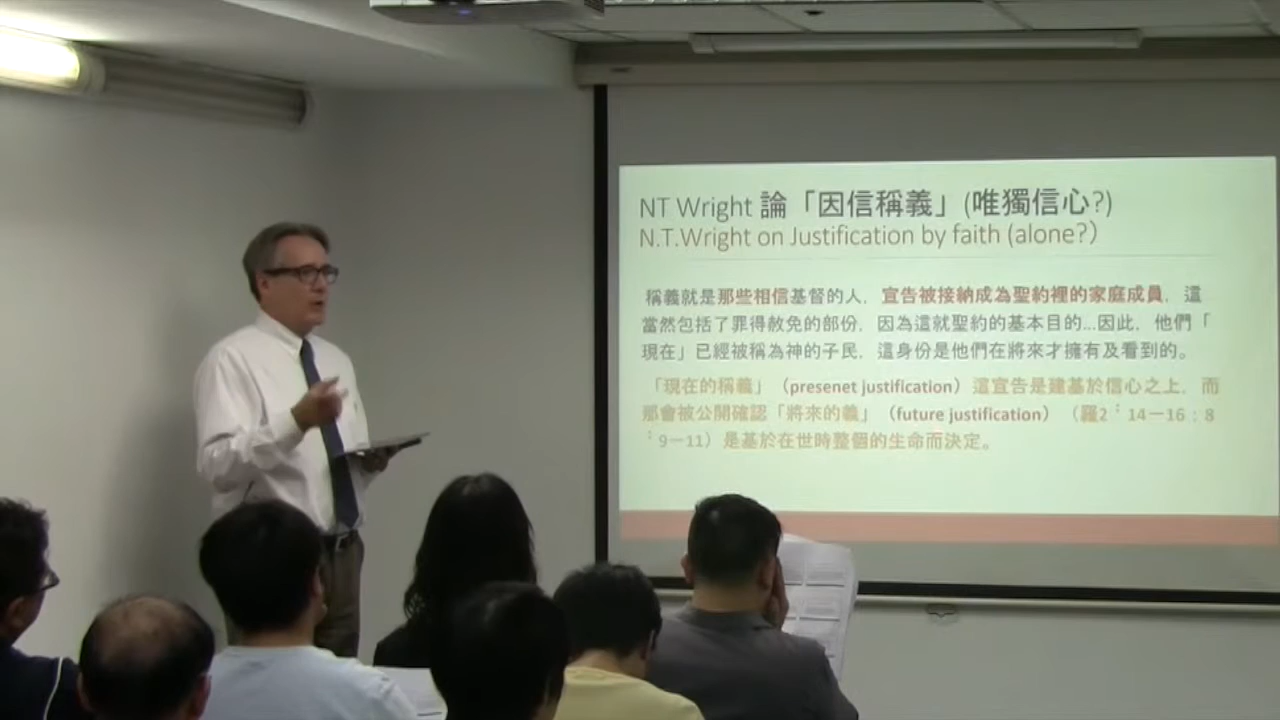 NT Wright 論「因信稱義」(唯獨信心?)
N.T.Wright on Justification by faith (alone?)
稱義就是那些相信基督的人，宣告被接納成為聖約裡的家庭成員，這
當然包括了罪得赦免的部份，因為這就聖約的基本目的...因此，他們「
現在」已經被稱為神的子民，這身份是他們在將來才擁有及看到的。
「現在的稱義」（presenet justification）這宣告是建基於信心之上，而
那會被公開確認「將來的義」（future justification）（羅2：14－16；8
：9－11）是基於在世時整個的生命而決定。